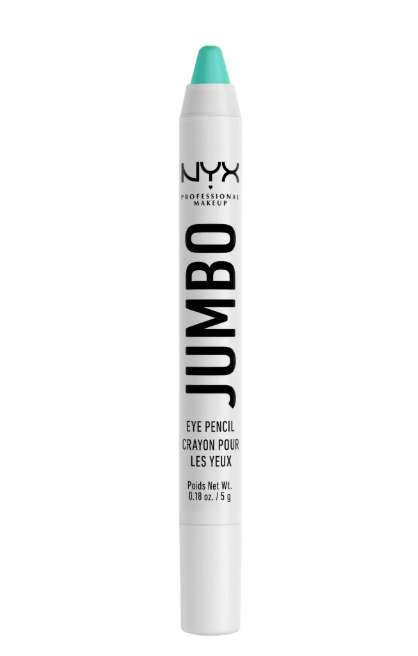 NYX
PROFESSIONAL
MAKEUP
JUMBO
EYE PENCIL
CRAYON POUR
LES YEUX
Poids Net Wt.
0.18 oz. / 5 g